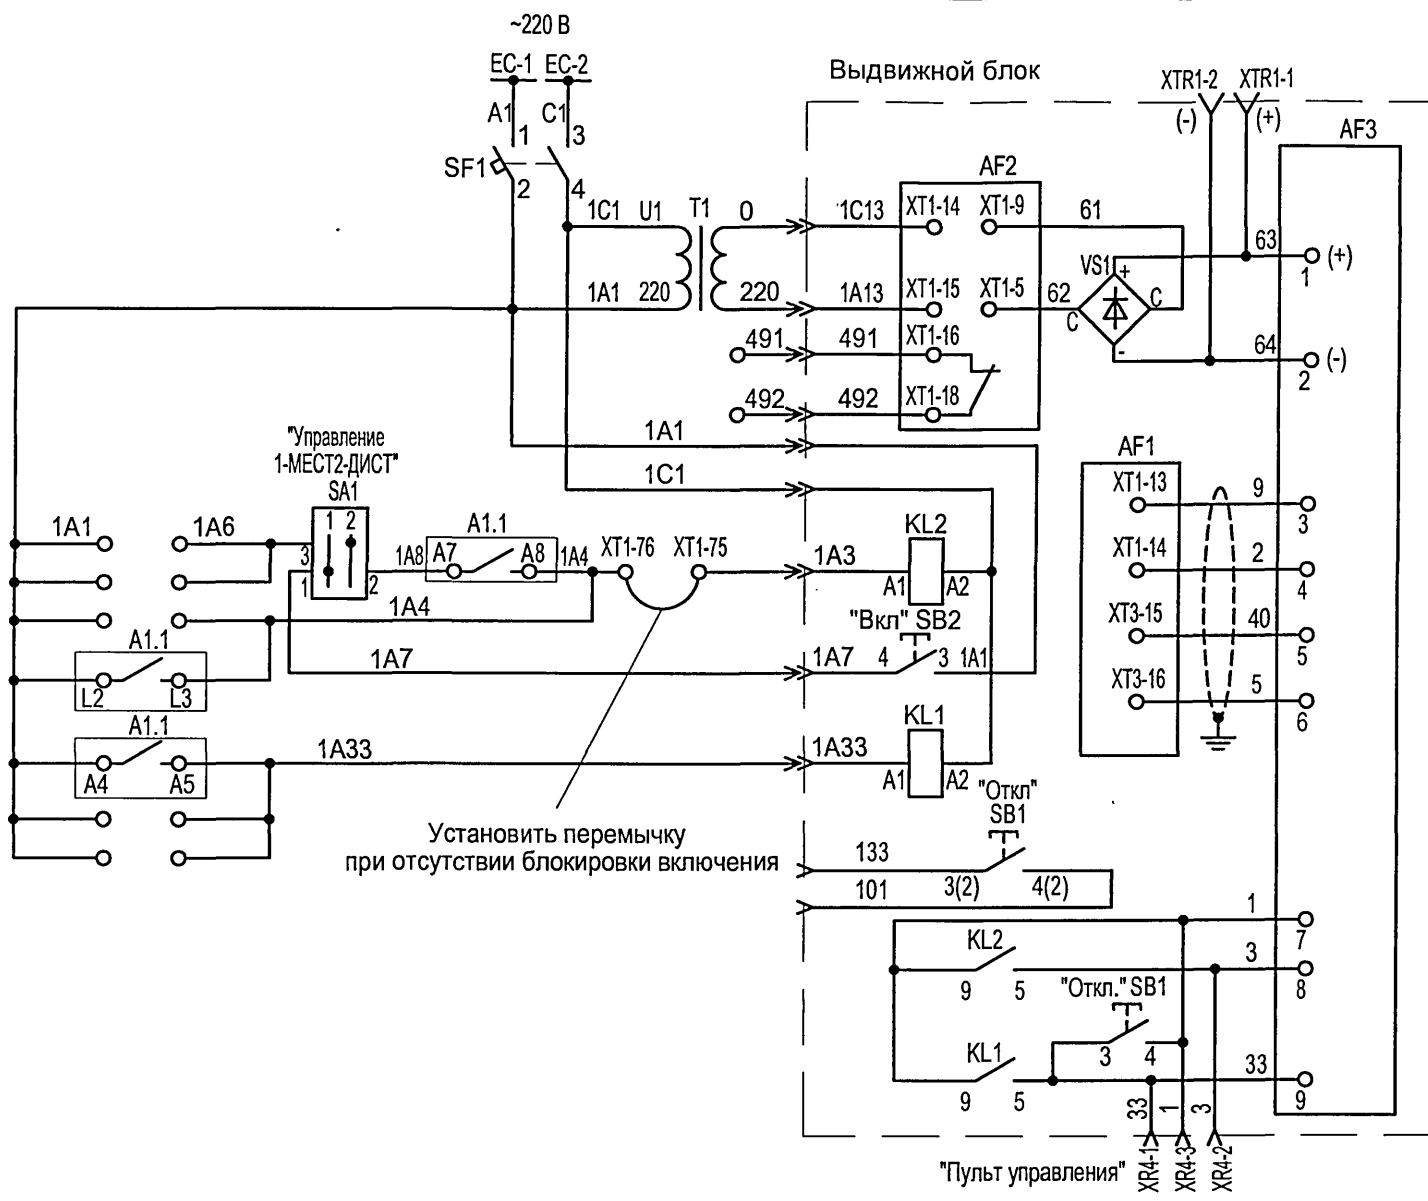 ~220 В
EC-1 EC-2
Выдвижной блок
XTR1-2 XTR1-1
A1 C1
1 3
(-) (+)
AF3
SF1
2 4
AF2
1C1 U1 T1 0 1C13 XT1-14 XT1-9 61
63
1 (+)
VS1
+
1A1 220 220 1A13 XT1-15 XT1-5 62 C C
491 491 XT1-16
-
64
2 (-)
492 492 XT1-18
"Управление
1-МЕСТ2-ДИСТ"
SA1
1A1
1C1
AF1
XT1-13 9 3
XT1-14 2 4
XT3-15 40 5
XT3-16 5 6
1A1 1A6
1 2
3
1 2
A1.1
1A8 A7 A8 1A4
XT1-76 XT1-75
1A3
KL2
A1 A2
1A4
"Вкл" SB2
A1.1
L2 L3
1A7 1A7 4 3 1A1
A1.1
A4 A5
1A33 1A33
KL1
A1 A2
"Откл"
SB1
Установить перемычку
при отсутствии блокировки включения
133
3(2) 4(2)
101
1
7
KL2
9 5
3
8
"Откл." SB1
3 4
KL1
9 5
33
9
33 1 3
"Пульт управления"
XR4-1 XR4-3 XR4-2